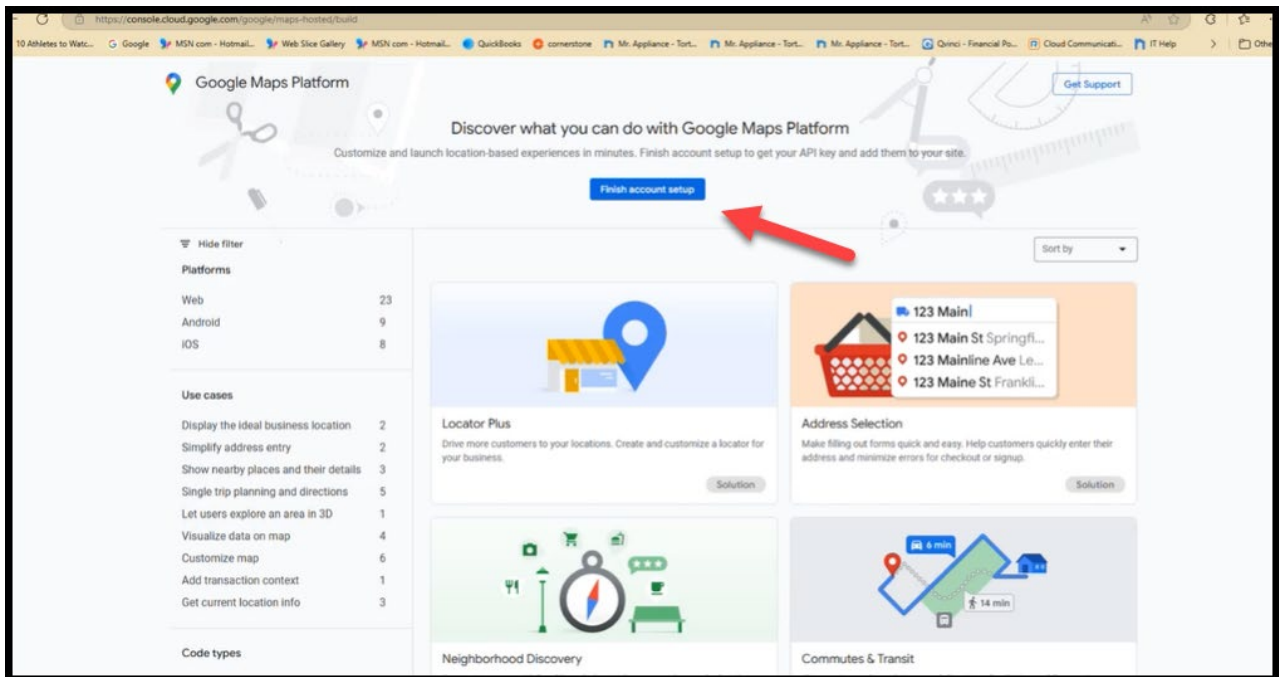 https://console.cloud.google.com/google/maps-hosted/build
10 Athletes to Watc... Google MSN com - Hotmail... Web Slice Gallery MSN com - Hotmail... QuickBooks cornerstone Mr. Appliance - Tort... Mr. Appliance - Tort... Mr. Appliance - Tort... Qvinci - Financial Po... Cloud Communicati... IT Help Othe
Google Maps Platform
Get Support
Discover what you can do with Google Maps Platform
Customize and launch location-based experiences in minutes. Finish account setup to get your API key and add them to your site.
Finish account setup
Hide filter
Sort by
Platforms
Web 23
Android 9
iOS 8
Use cases
Display the ideal business location 2
Simplify address entry 2
Show nearby places and their details 3
Single trip planning and directions 5
Let users explore an area in 3D 1
Visualize data on map 4
Customize map 6
Add transaction context 1
Get current location info 3
Code types
Locator Plus
Drive more customers to your locations. Create and customize a locator for
your business.
Solution
123 Main
123 Main St Springfi...
123 Mainline Ave Le...
123 Maine St Frankli...
Address Selection
Make filling out forms quick and easy. Help customers quickly enter their
address and minimize errors for checkout or signup.
Solution
Neighborhood Discovery
6 min
14 min
Commutes & Transit